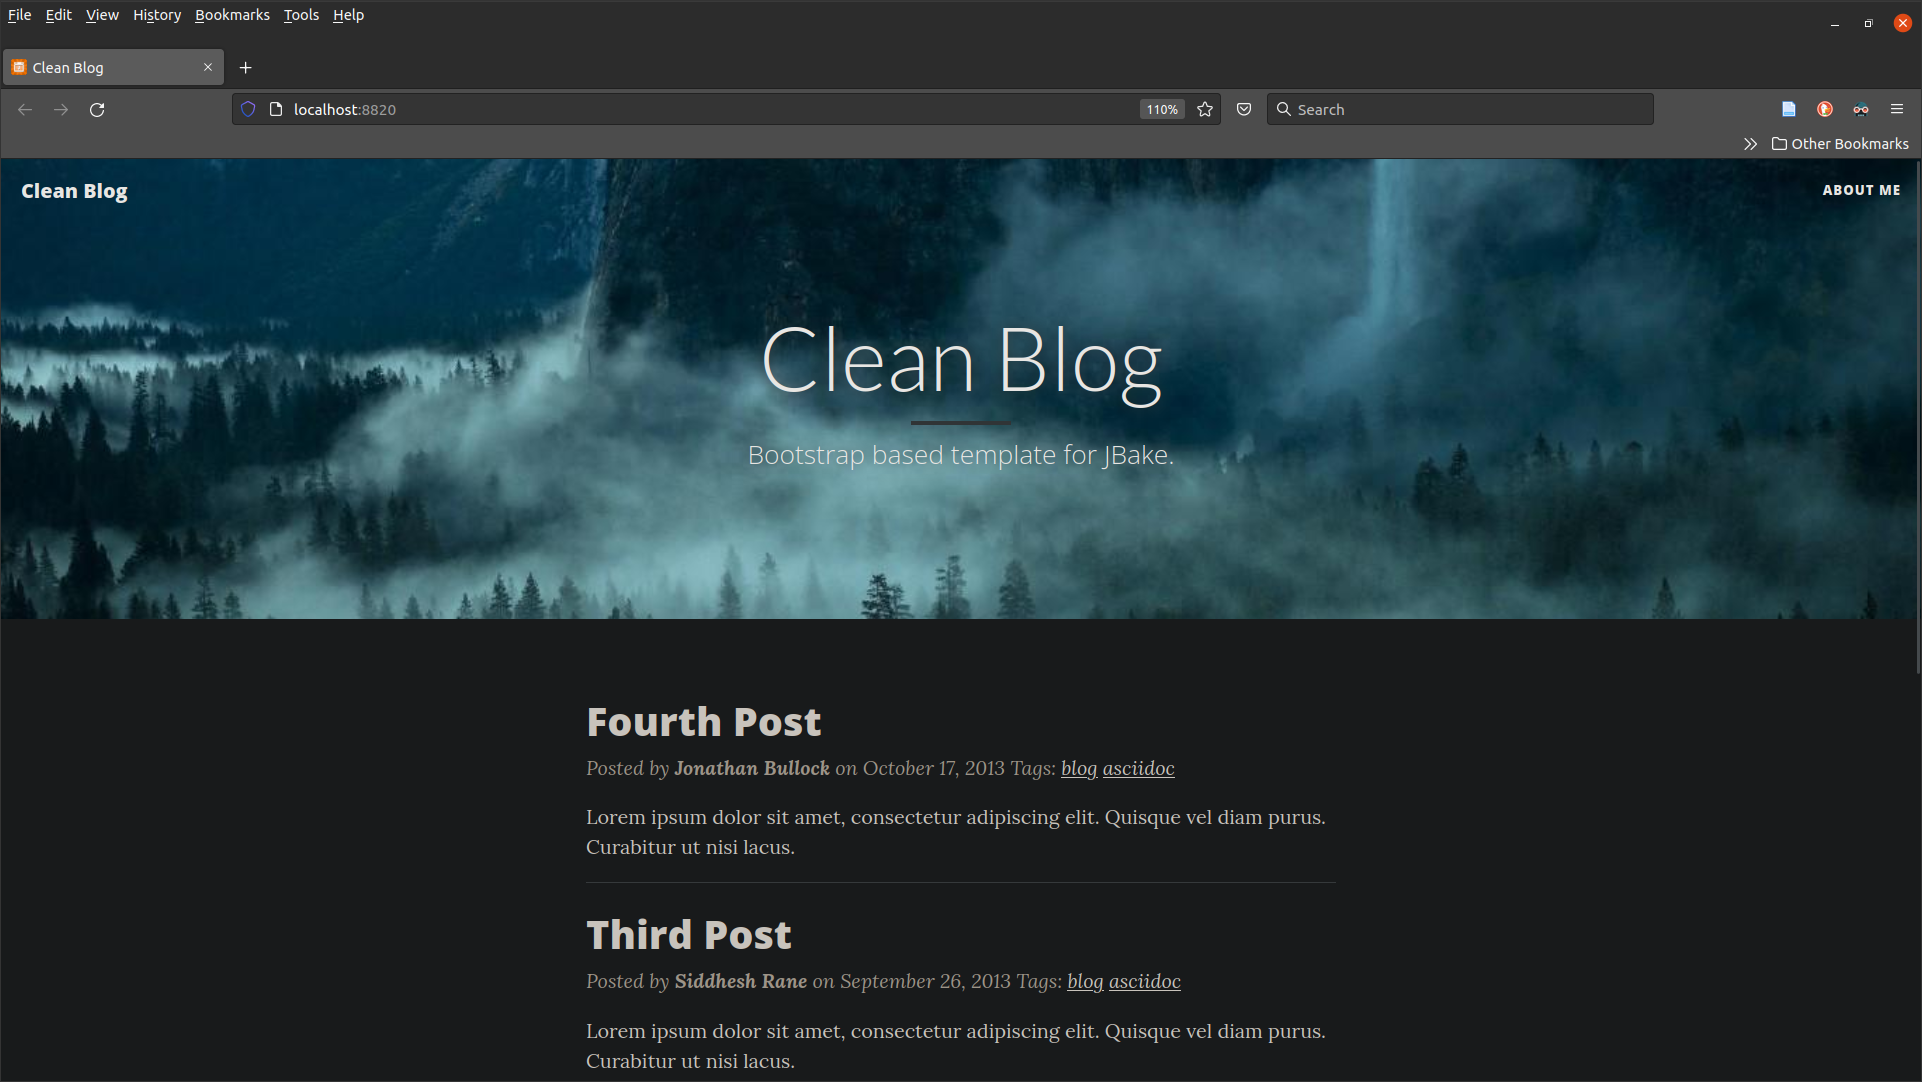 File Edit View History Bookmarks Tools Help
Clean Blog
localhost:8820 110% Search
Other Bookmarks
Clean Blog ABOUT ME
Clean Blog
Bootstrap based template for JBake.
Fourth Post
Posted by Jonathan Bullock on October 17, 2013 Tags: blog asciidoc
Lorem ipsum dolor sit amet, consectetur adipiscing elit. Quisque vel diam purus.
Curabitur ut nisi lacus.
Third Post
Posted by Siddhesh Rane on September 26, 2013 Tags: blog asciidoc
Lorem ipsum dolor sit amet, consectetur adipiscing elit. Quisque vel diam purus.
Curabitur ut nisi lacus.